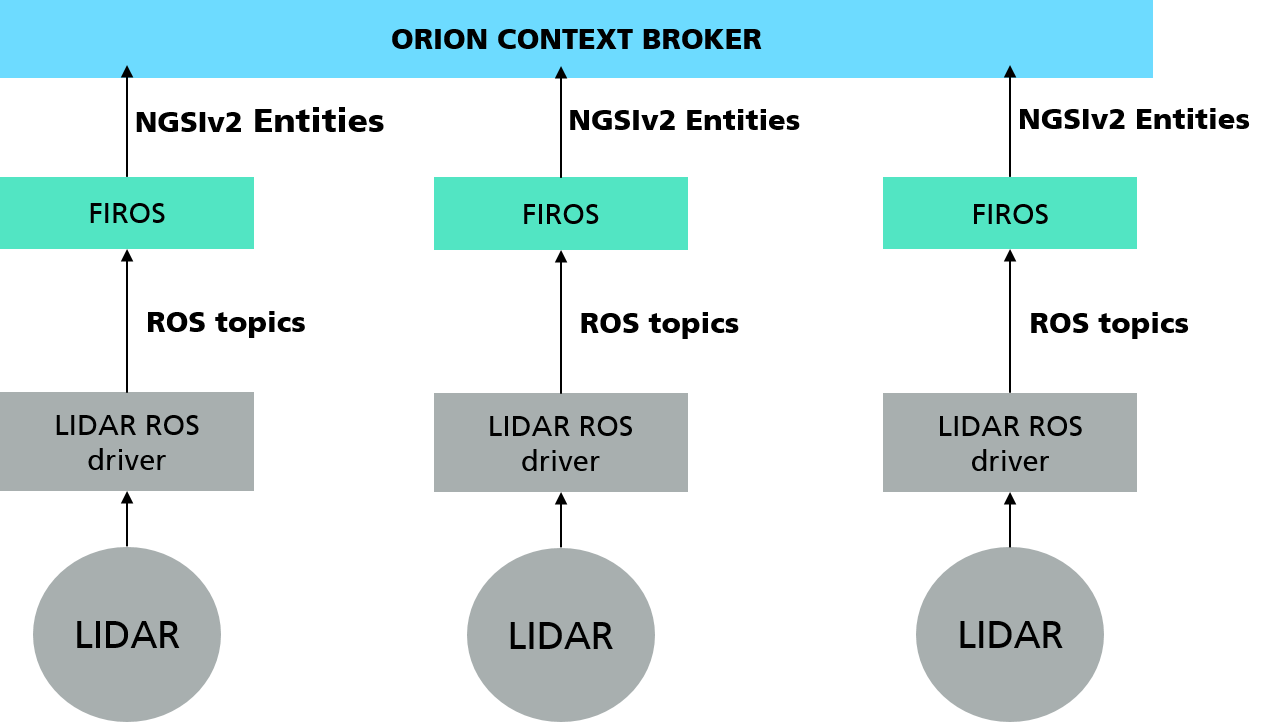 ORION CONTEXT BROKER
NGSIv2 Entities
NGSIv2 Entities
NGSIv2 Entities
FIROS
FIROS
FIROS
ROS topics
ROS topics
ROS topics
LIDAR ROS
driver
LIDAR ROS
driver
LIDAR ROS
driver
LIDAR
LIDAR
LIDAR